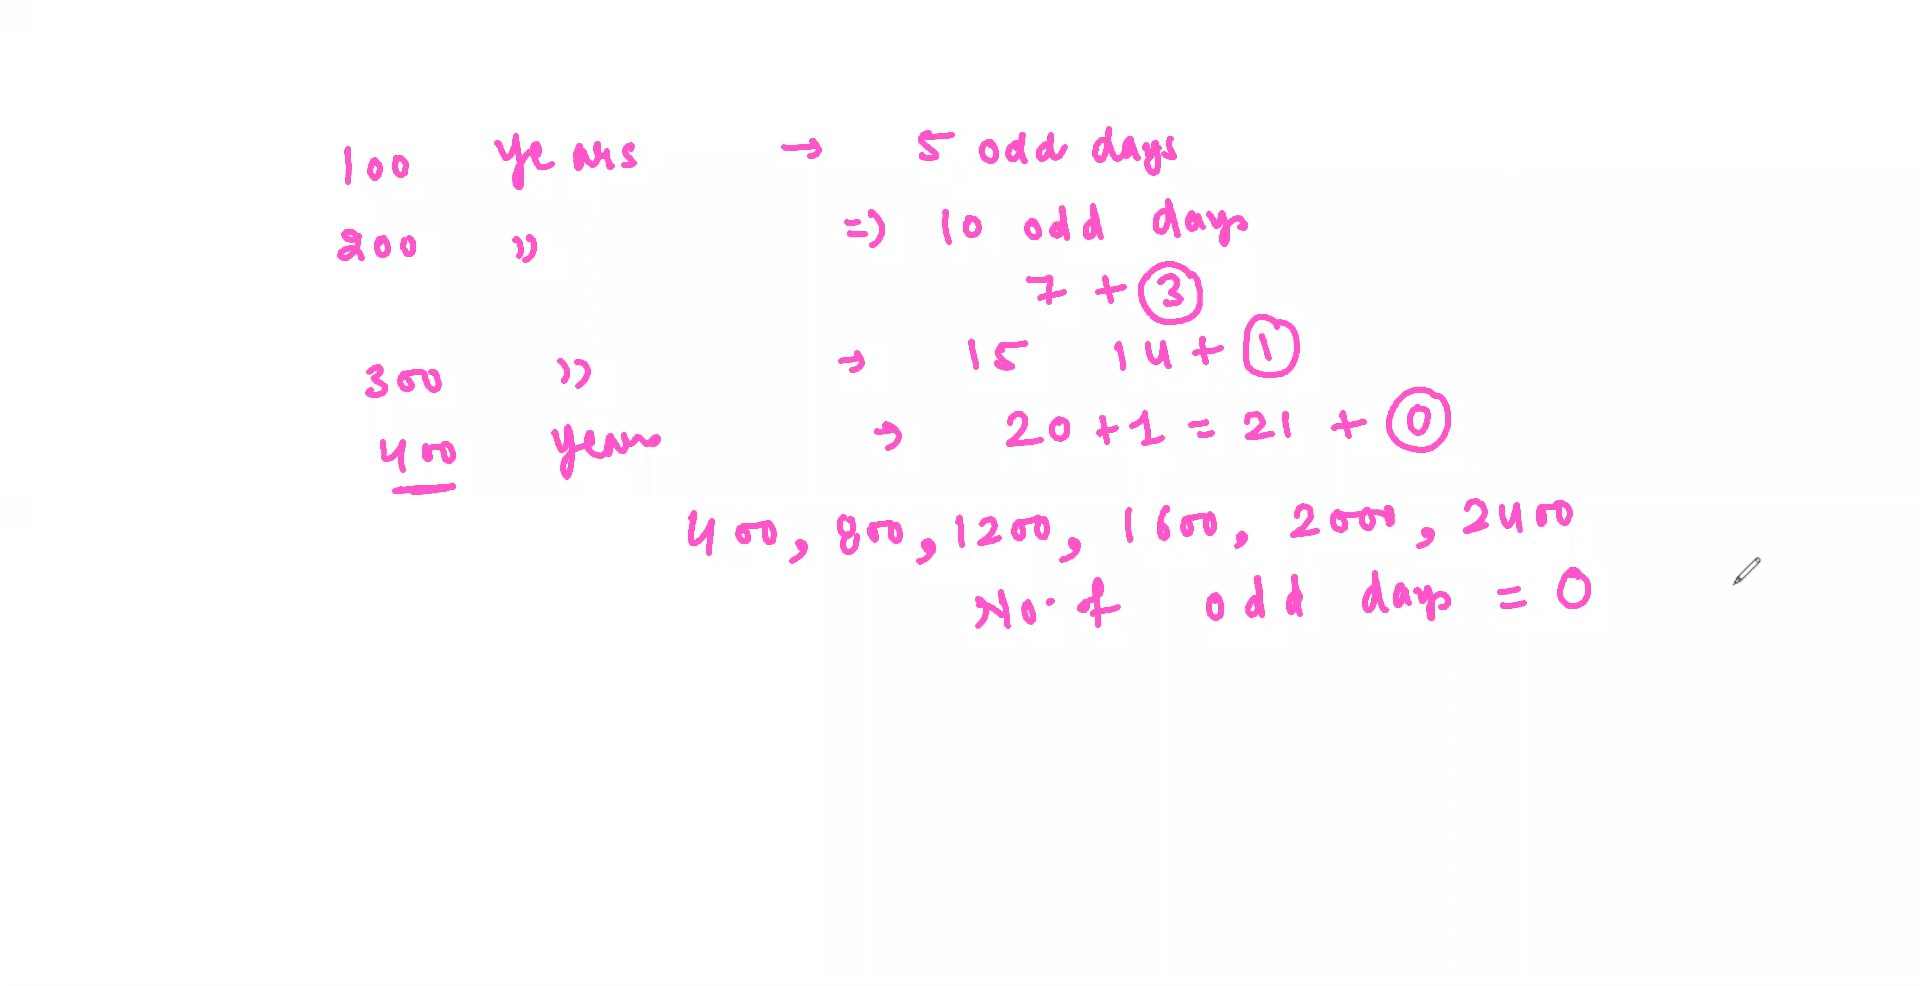 100 years → 5 odd days
200 " ⇒ 10 odd days
7 + 3
300 " → 15 14 + 1
400 years → 20 + 1 = 21 + 0
400, 800, 1200, 1600, 2000, 2400
No. of odd days = 0